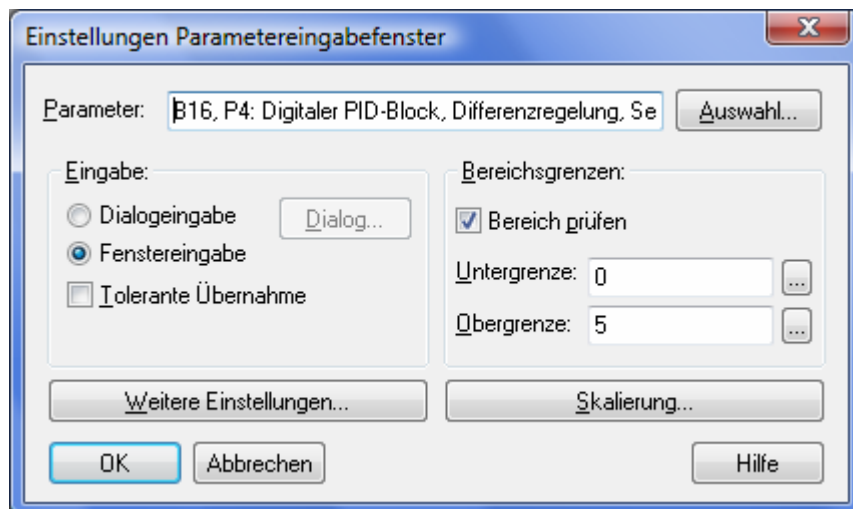 Einstellungen Parametereingabefenster
Parameter: B16, P4: Digitaler PID-Block, Differenzregelung, Se Auswahl...
Eingabe:
Dialogeingabe Dialog...
Fenstereingabe
Tolerante Übernahme
Bereichsgrenzen:
Bereich prüfen
Untergrenze: 0 ...
Obergrenze: 5 ...
Weitere Einstellungen... Skalierung...
OK Abbrechen Hilfe